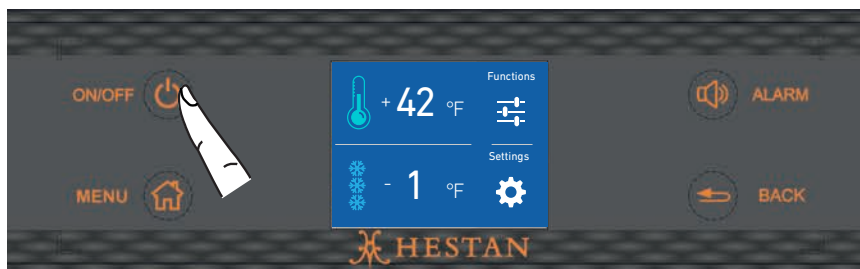 ON/OFF
MENU
+ 42 °F
Functions
- 1 °F
Settings
ALARM
BACK
HESTAN